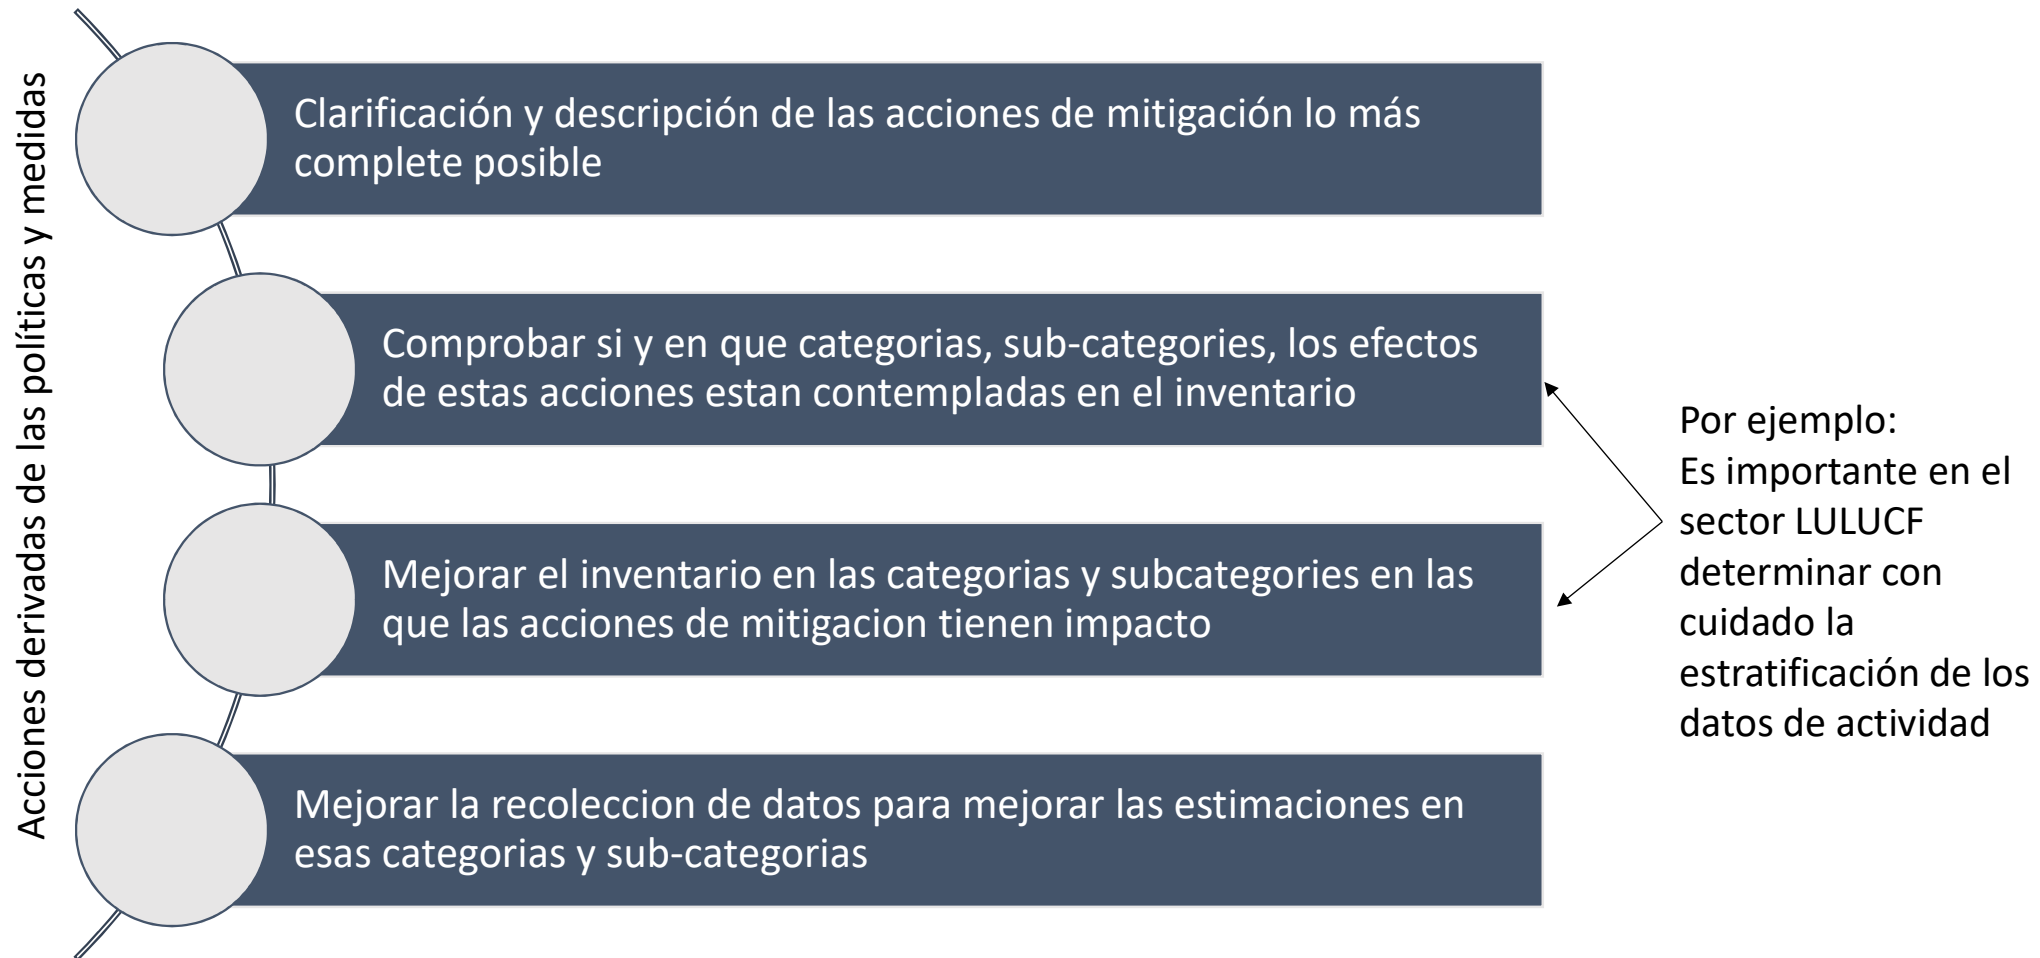 Acciones derivadas de las políticas y medidas
Clarificación y descripción de las acciones de mitigación lo más
complete posible
Comprobar si y en que categorias, sub-categories, los efectos
de estas acciones estan contempladas en el inventario
Mejorar el inventario en las categorias y subcategories en las
que las acciones de mitigacion tienen impacto
Mejorar la recoleccion de datos para mejorar las estimaciones en
esas categorias y sub-categorias
Por ejemplo:
Es importante en el
sector LULUCF
determinar con
cuidado la
estratificación de los
datos de actividad